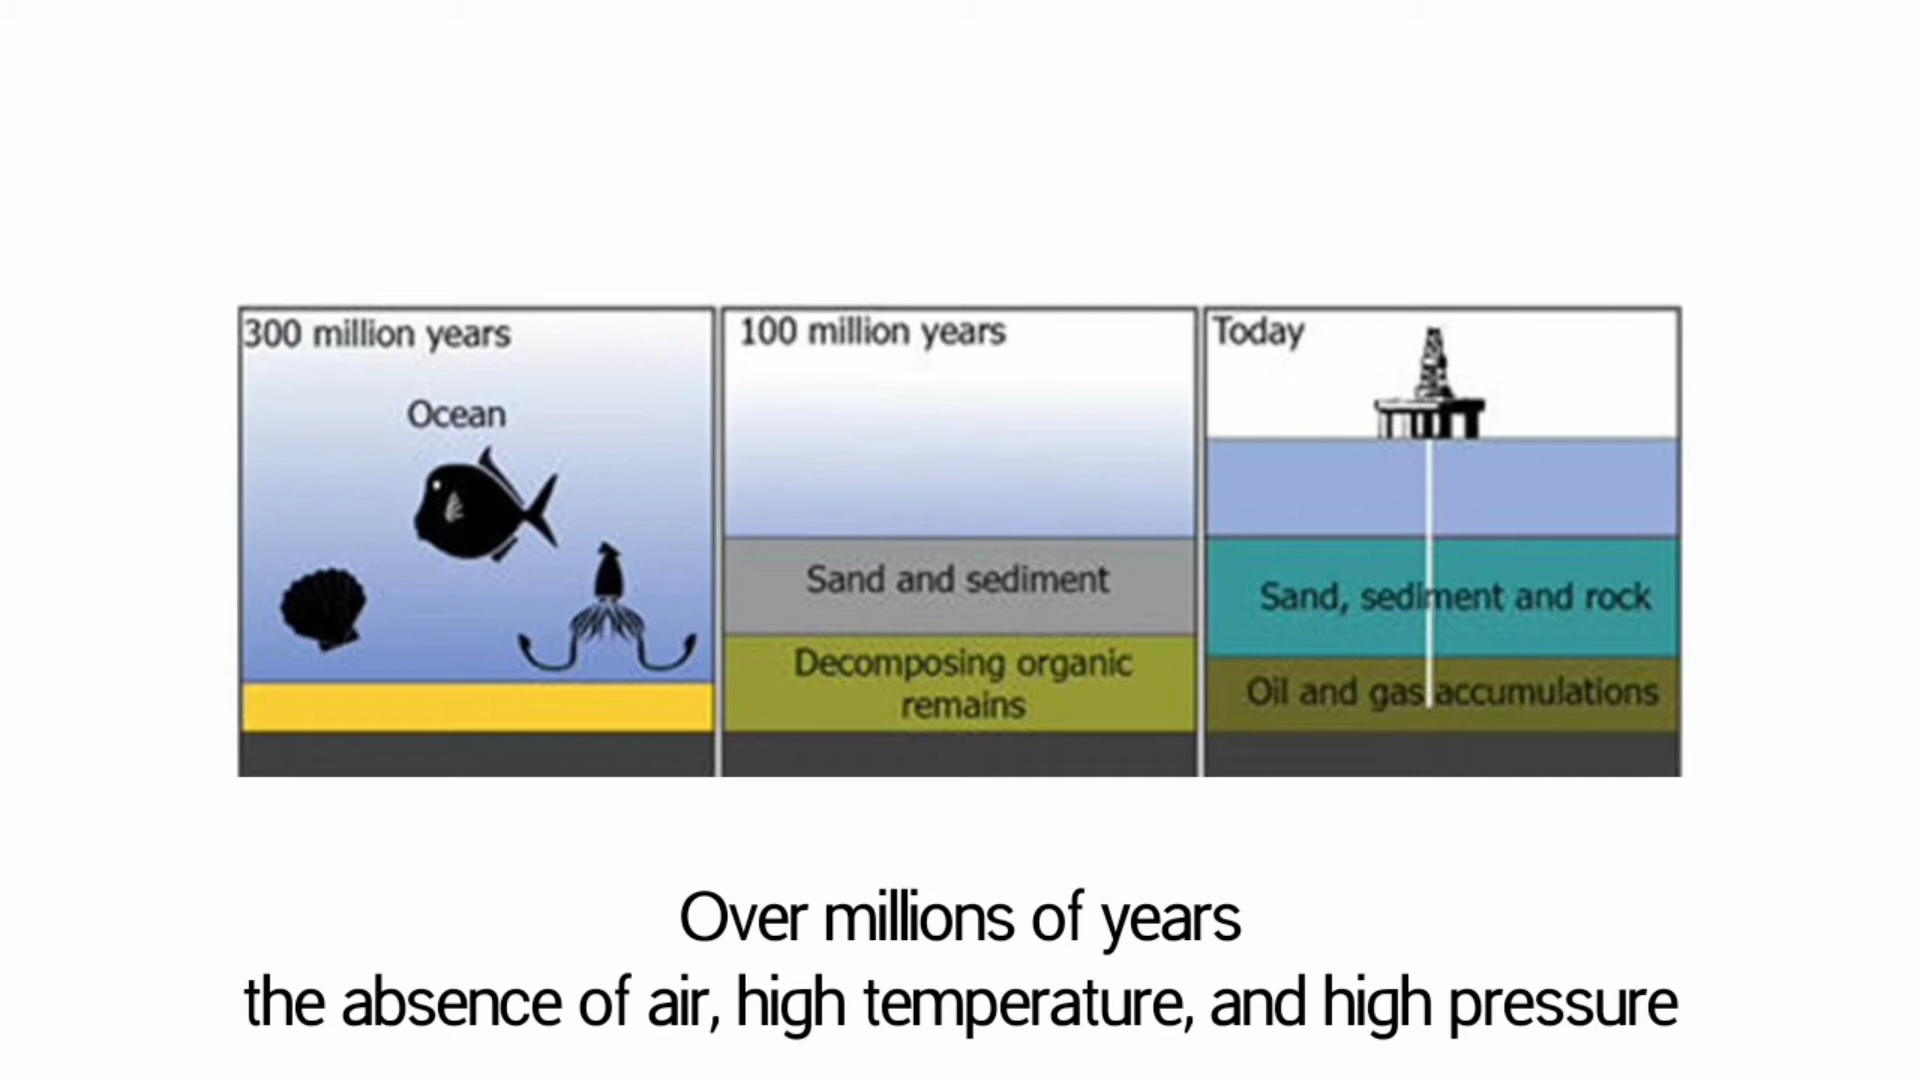 300 million years
Ocean
100 million years
Sand and sediment
Decomposing organic
remains
Today
Sand, sediment and rock
Oil and gas accumulations
Over millions of years
the absence of air, high temperature, and high pressure